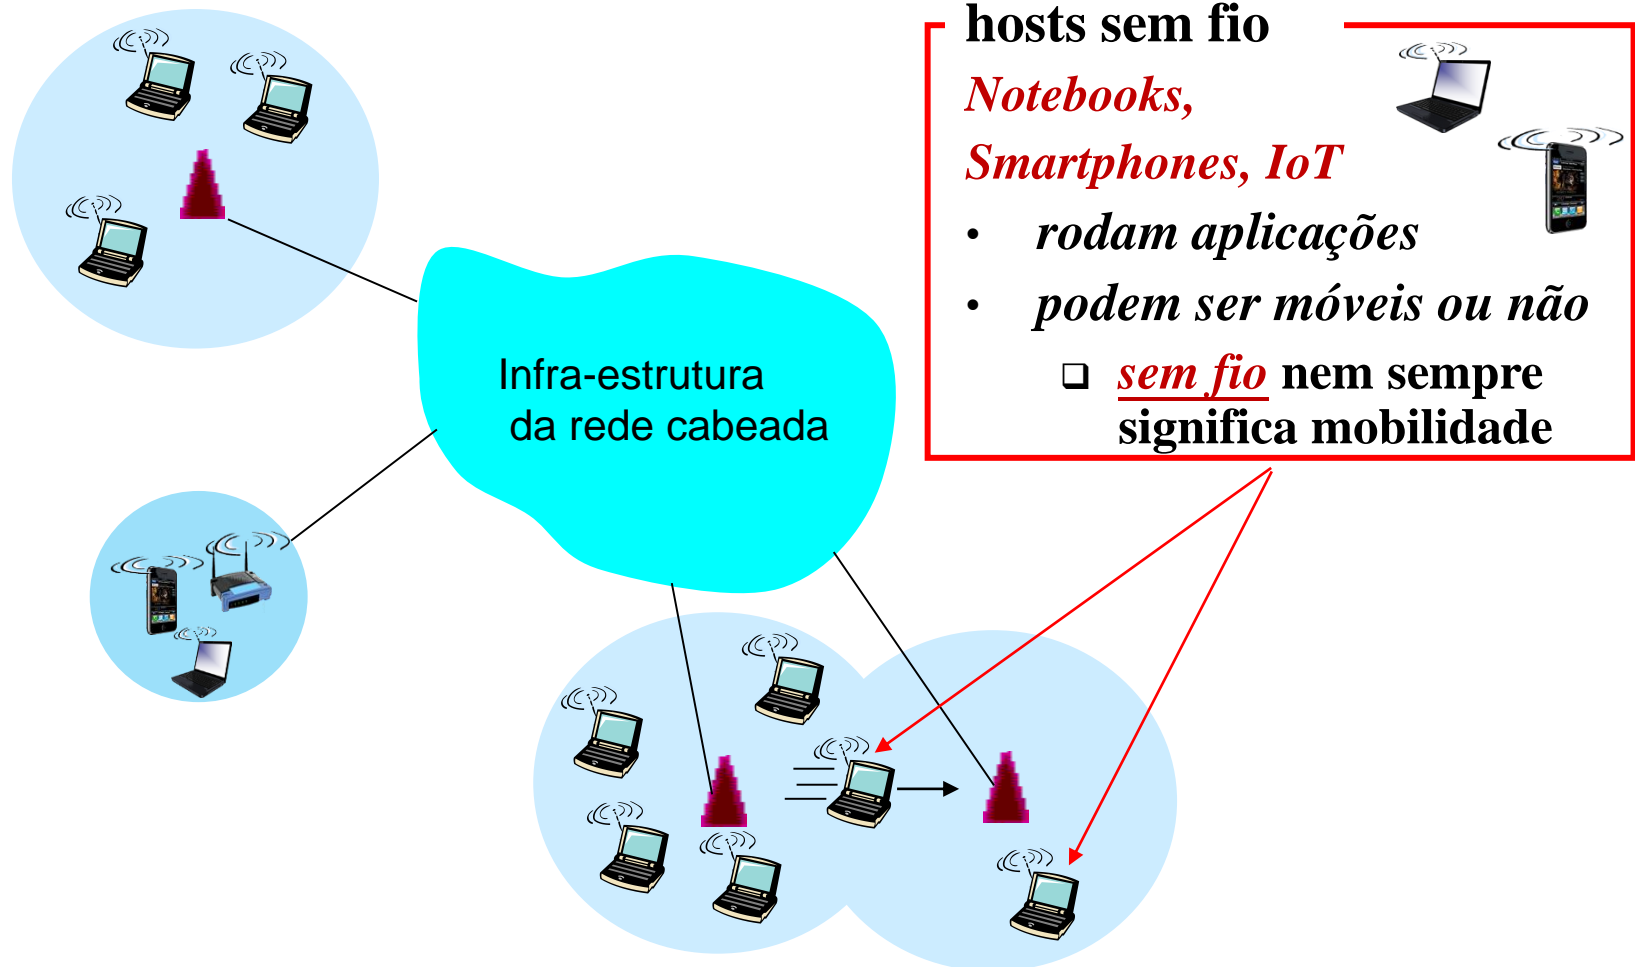 hosts sem fio
Notebooks,
Smartphones, IoT
• rodam aplicações
• podem ser móveis ou não
❑ sem fio nem sempre
significa mobilidade
Infra-estrutura
da rede cabeada